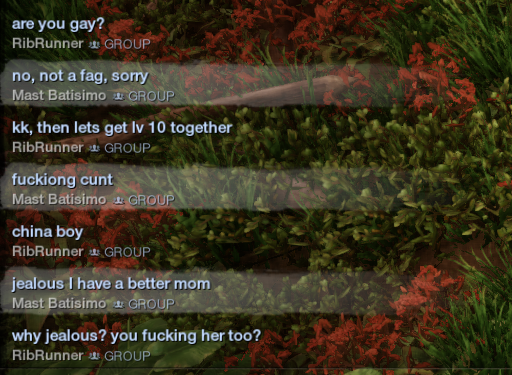 are you gay?
RibRunner GROUP
no, not a fag, sorry
Mast Batisimo GROUP
kk, then lets get lv 10 together
RibRunner GROUP
fuckiong cunt
Mast Batisimo GROUP
china boy
RibRunner GROUP
jealous I have a better mom
Mast Batisimo GROUP
why jealous? you fucking her too?
RibRunner GROUP